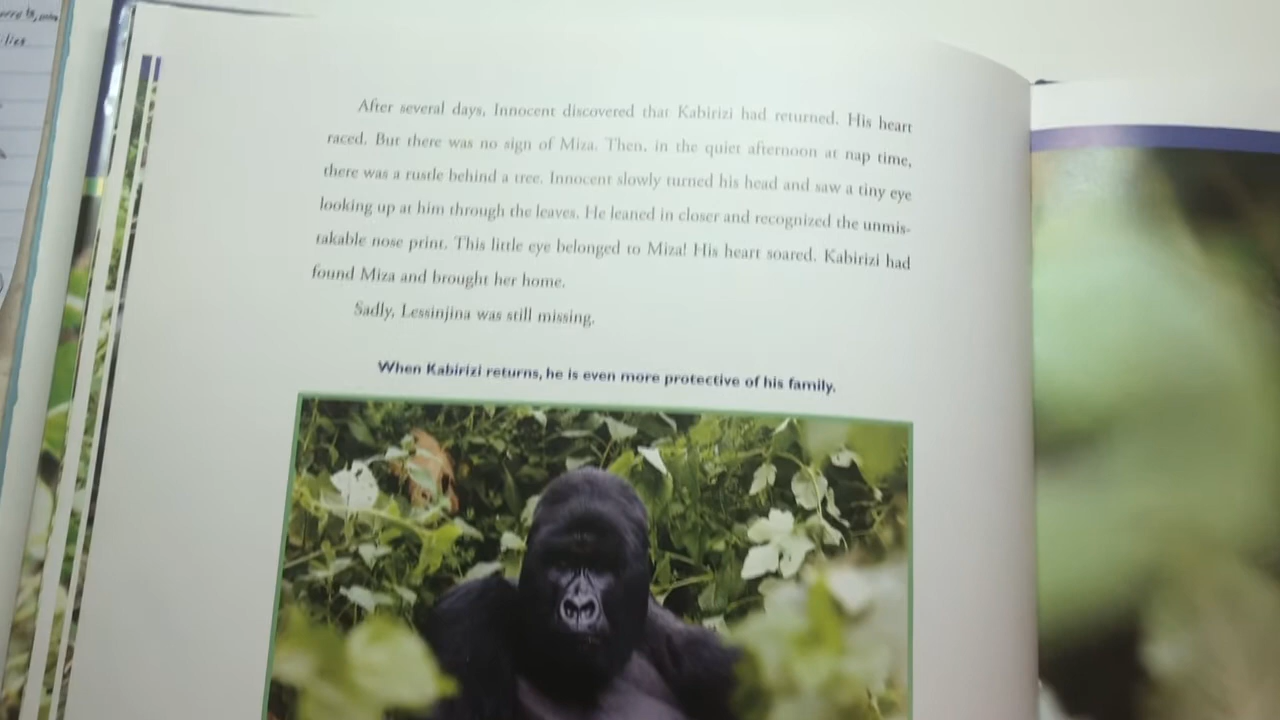 After several days, Innocent discovered that Kabirizi had returned. His heart
raced. But there was no sign of Miza. Then, in the quiet afternoon at nap time,
there was a rustle behind a tree. Innocent slowly turned his head and saw a tiny eye
looking up at him through the leaves. He leaned in closer and recognized the unmis-
takable nose print. This little eye belonged to Miza! His heart soared. Kabirizi had
found Miza and brought her home.
Sadly, Lessinjina was still missing.
When Kabirizi returns, he is even more protective of his family.